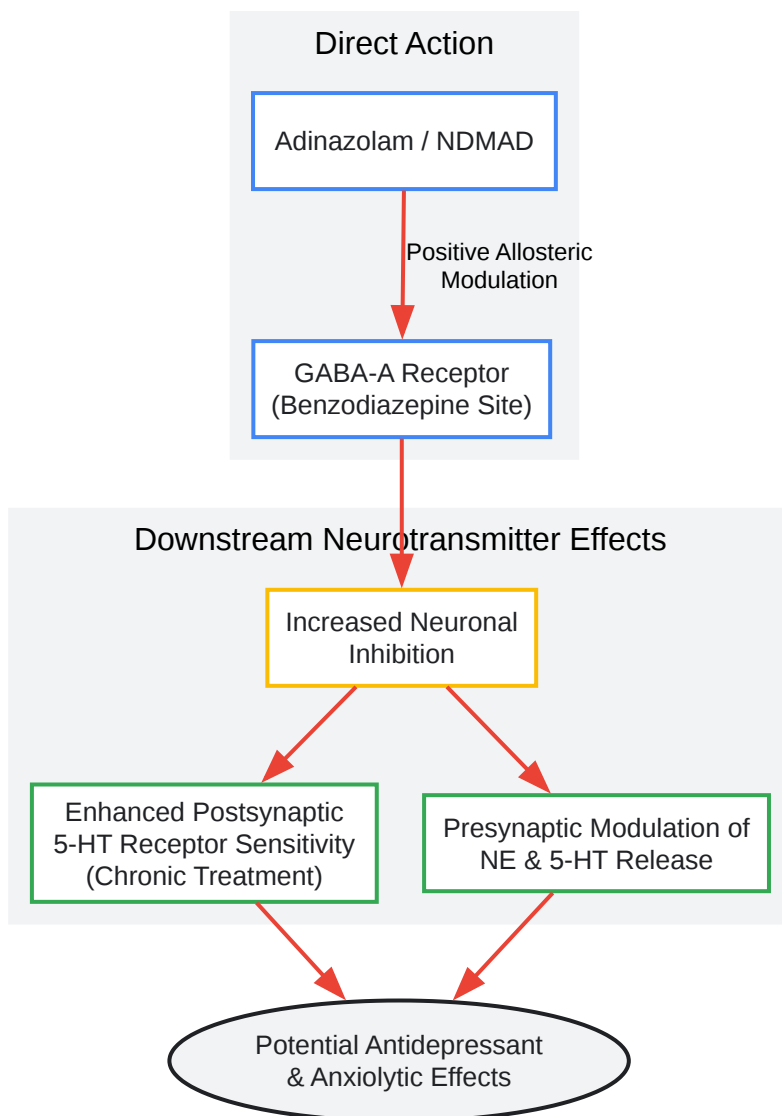 Direct Action
Adinazolam / NDMAD
Positive Allosteric
Modulation
GABA-A Receptor
(Benzodiazepine Site)
Downstream Neurotransmitter Effects
Increased Neuronal
Inhibition
Enhanced Postsynaptic
5-HT Receptor Sensitivity
(Chronic Treatment)
Presynaptic Modulation of
NE & 5-HT Release
Potential Antidepressant
& Anxiolytic Effects